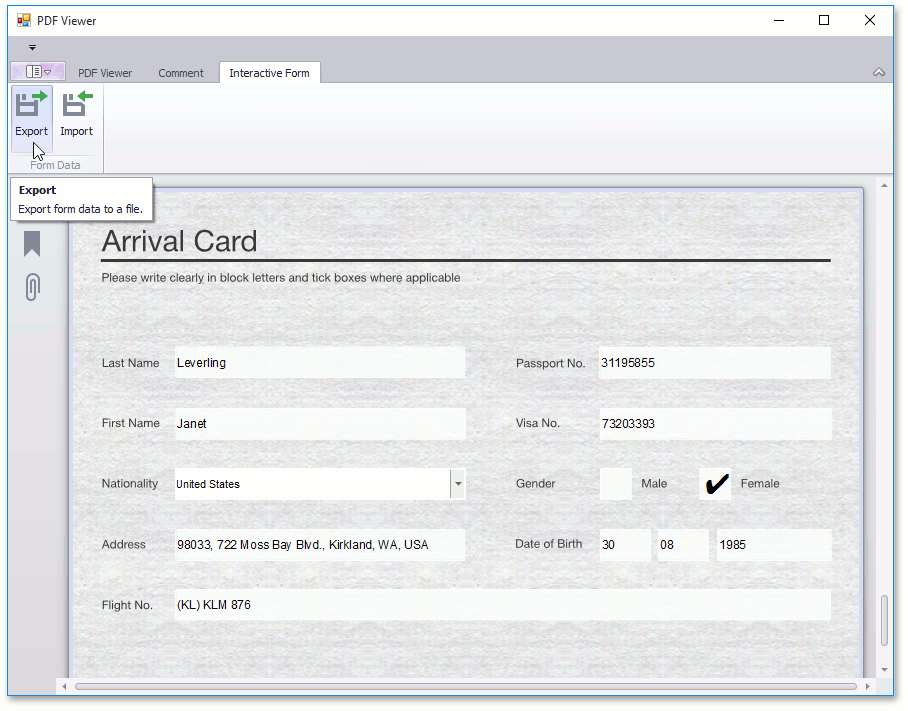 PDF Viewer
PDF Viewer Comment Interactive Form
Export Import
Form Data
Export
Export form data to a file.
Arrival Card
Please write clearly in block letters and tick boxes where applicable
Last Name Leverling Passport No. 31195855
First Name Janet Visa No. 73203393
Nationality United States Gender Male Female
Address 98033, 722 Moss Bay Blvd., Kirkland, WA, USA Date of Birth 30 08 1985
Flight No. (KL) KLM 876